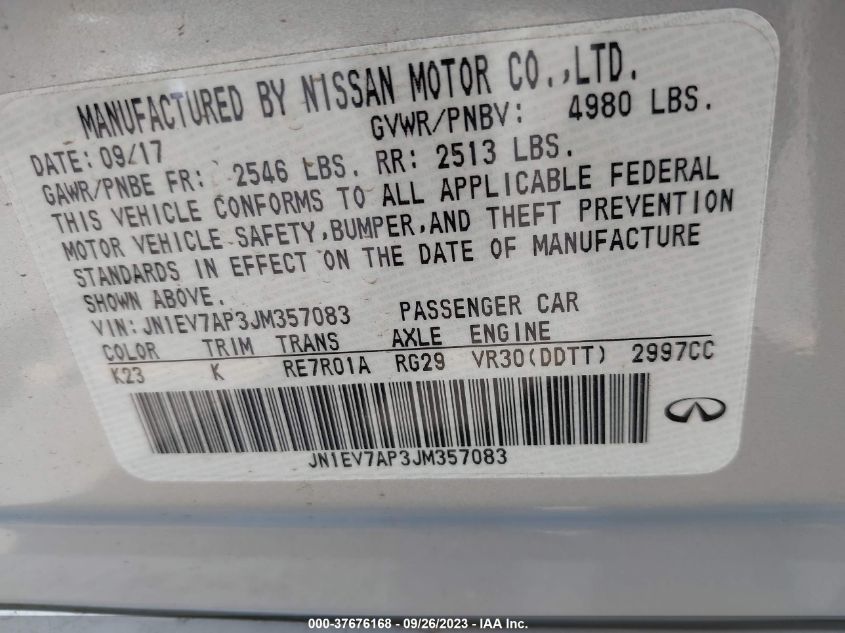 MANUFACTURED BY NISSAN MOTOR CO.,LTD.
DATE: 09/17 GVWR/PNBV: 4980 LBS.
GAWR/PNBE FR: 2546 LBS. RR: 2513 LBS.
THIS VEHICLE CONFORMS TO ALL APPLICABLE FEDERAL
MOTOR VEHICLE SAFETY,BUMPER,AND THEFT PREVENTION
STANDARDS IN EFFECT ON THE DATE OF MANUFACTURE
SHOWN ABOVE.
VIN:JN1EV7AP3JM357083 PASSENGER CAR
COLOR TRIM TRANS AXLE ENGINE
K23 K RE7R01A RG29 VR30(DDTT) 2997CC
JN1EV7AP3JM357083
000-37676168 - 09/26/2023 - IAA Inc.